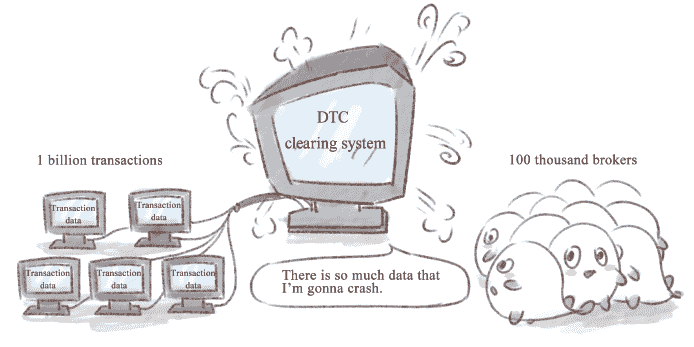 DTC
clearing system
1 billion transactions
100 thousand brokers
Transaction
data
Transaction
data
Transaction
data
Transaction
data
Transaction
data
There is so much data that
I'm gonna crash.